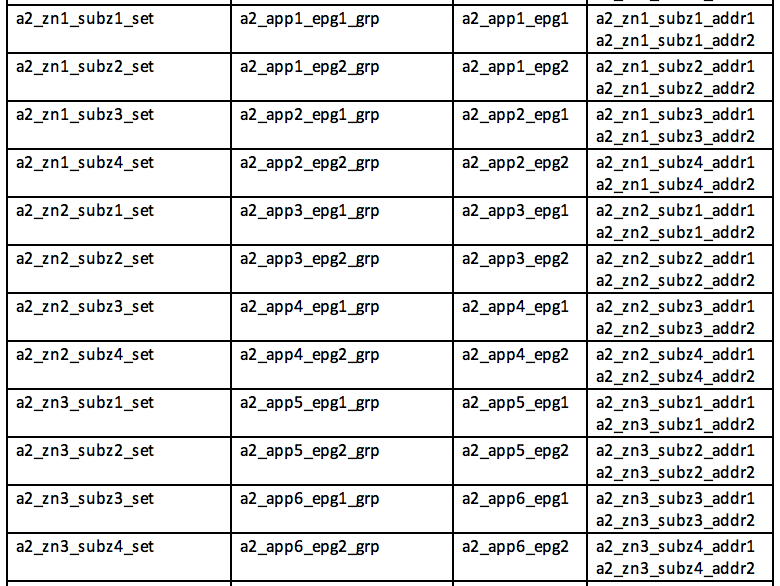 a2_zn1_subz1_set a2_app1_epg1_grp a2_app1_epg1 a2_zn1_subz1_addr1
a2_zn1_subz1_addr2
a2_zn1_subz2_set a2_app1_epg2_grp a2_app1_epg2 a2_zn1_subz2_addr1
a2_zn1_subz2_addr2
a2_zn1_subz3_set a2_app2_epg1_grp a2_app2_epg1 a2_zn1_subz3_addr1
a2_zn1_subz3_addr2
a2_zn1_subz4_set a2_app2_epg2_grp a2_app2_epg2 a2_zn1_subz4_addr1
a2_zn1_subz4_addr2
a2_zn2_subz1_set a2_app3_epg1_grp a2_app3_epg1 a2_zn2_subz1_addr1
a2_zn2_subz1_addr2
a2_zn2_subz2_set a2_app3_epg2_grp a2_app3_epg2 a2_zn2_subz2_addr1
a2_zn2_subz2_addr2
a2_zn2_subz3_set a2_app4_epg1_grp a2_app4_epg1 a2_zn2_subz3_addr1
a2_zn2_subz3_addr2
a2_zn2_subz4_set a2_app4_epg2_grp a2_app4_epg2 a2_zn2_subz4_addr1
a2_zn2_subz4_addr2
a2_zn3_subz1_set a2_app5_epg1_grp a2_app5_epg1 a2_zn3_subz1_addr1
a2_zn3_subz1_addr2
a2_zn3_subz2_set a2_app5_epg2_grp a2_app5_epg2 a2_zn3_subz2_addr1
a2_zn3_subz2_addr2
a2_zn3_subz3_set a2_app6_epg1_grp a2_app6_epg1 a2_zn3_subz3_addr1
a2_zn3_subz3_addr2
a2_zn3_subz4_set a2_app6_epg2_grp a2_app6_epg2 a2_zn3_subz4_addr1
a2_zn3_subz4_addr2